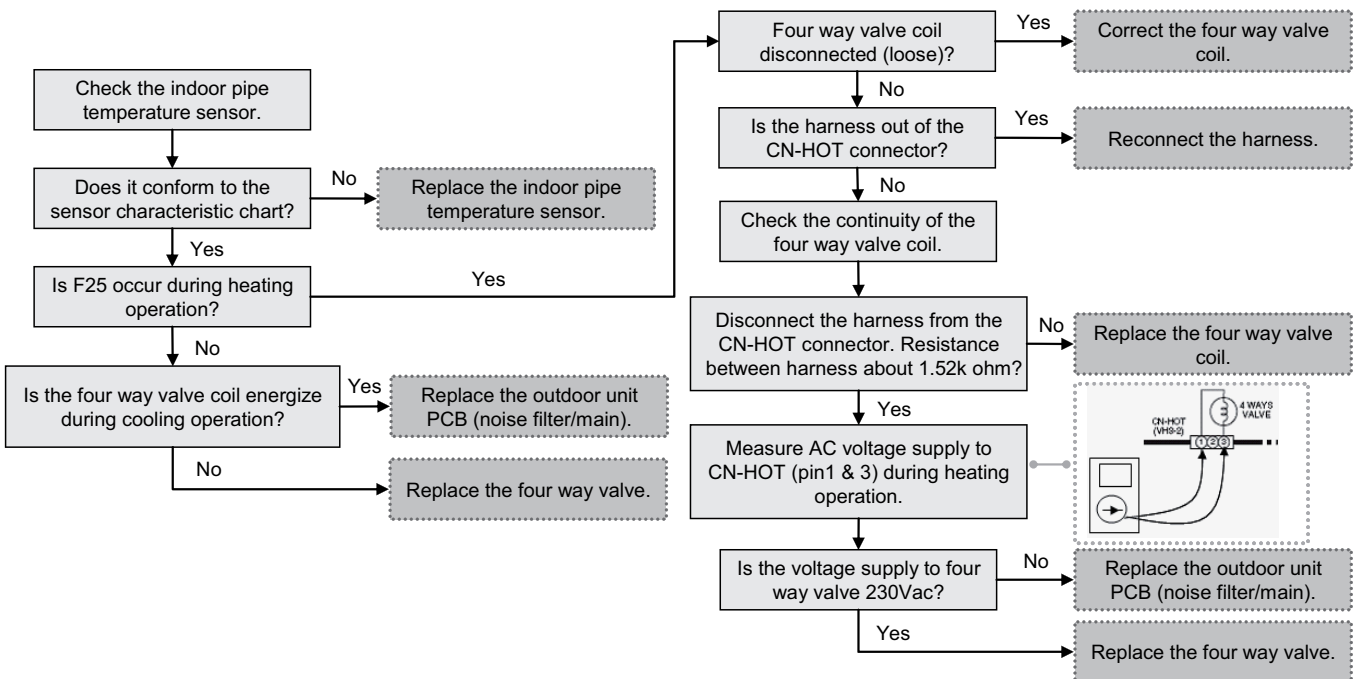 Check the indoor pipe
temperature sensor.
Does it conform to the
sensor characteristic chart?
No
Replace the indoor pipe
temperature sensor.
Yes
Is F25 occur during heating
operation?
Yes
No
Is the four way valve coil energize
during cooling operation?
Yes
Replace the outdoor unit
PCB (noise filter/main).
No
Replace the four way valve.
Four way valve coil
disconnected (loose)?
Yes
Correct the four way valve
coil.
No
Is the harness out of the
CN-HOT connector?
Yes
Reconnect the harness.
No
Check the continuity of the
four way valve coil.
Disconnect the harness from the
CN-HOT connector. Resistance
between harness about 1.52k ohm?
No
Replace the four way valve
coil.
Yes
Measure AC voltage supply to
CN-HOT (pin1 & 3) during heating
operation.
4 WAYS
VALVE
CN-HOT
(VH3-2)
1 2 3
Is the voltage supply to four
way valve 230Vac?
No
Replace the outdoor unit
PCB (noise filter/main).
Yes
Replace the four way valve.